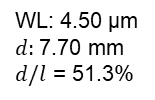 WL: 4.50 μm
d: 7.70 mm
d/l = 51.3%